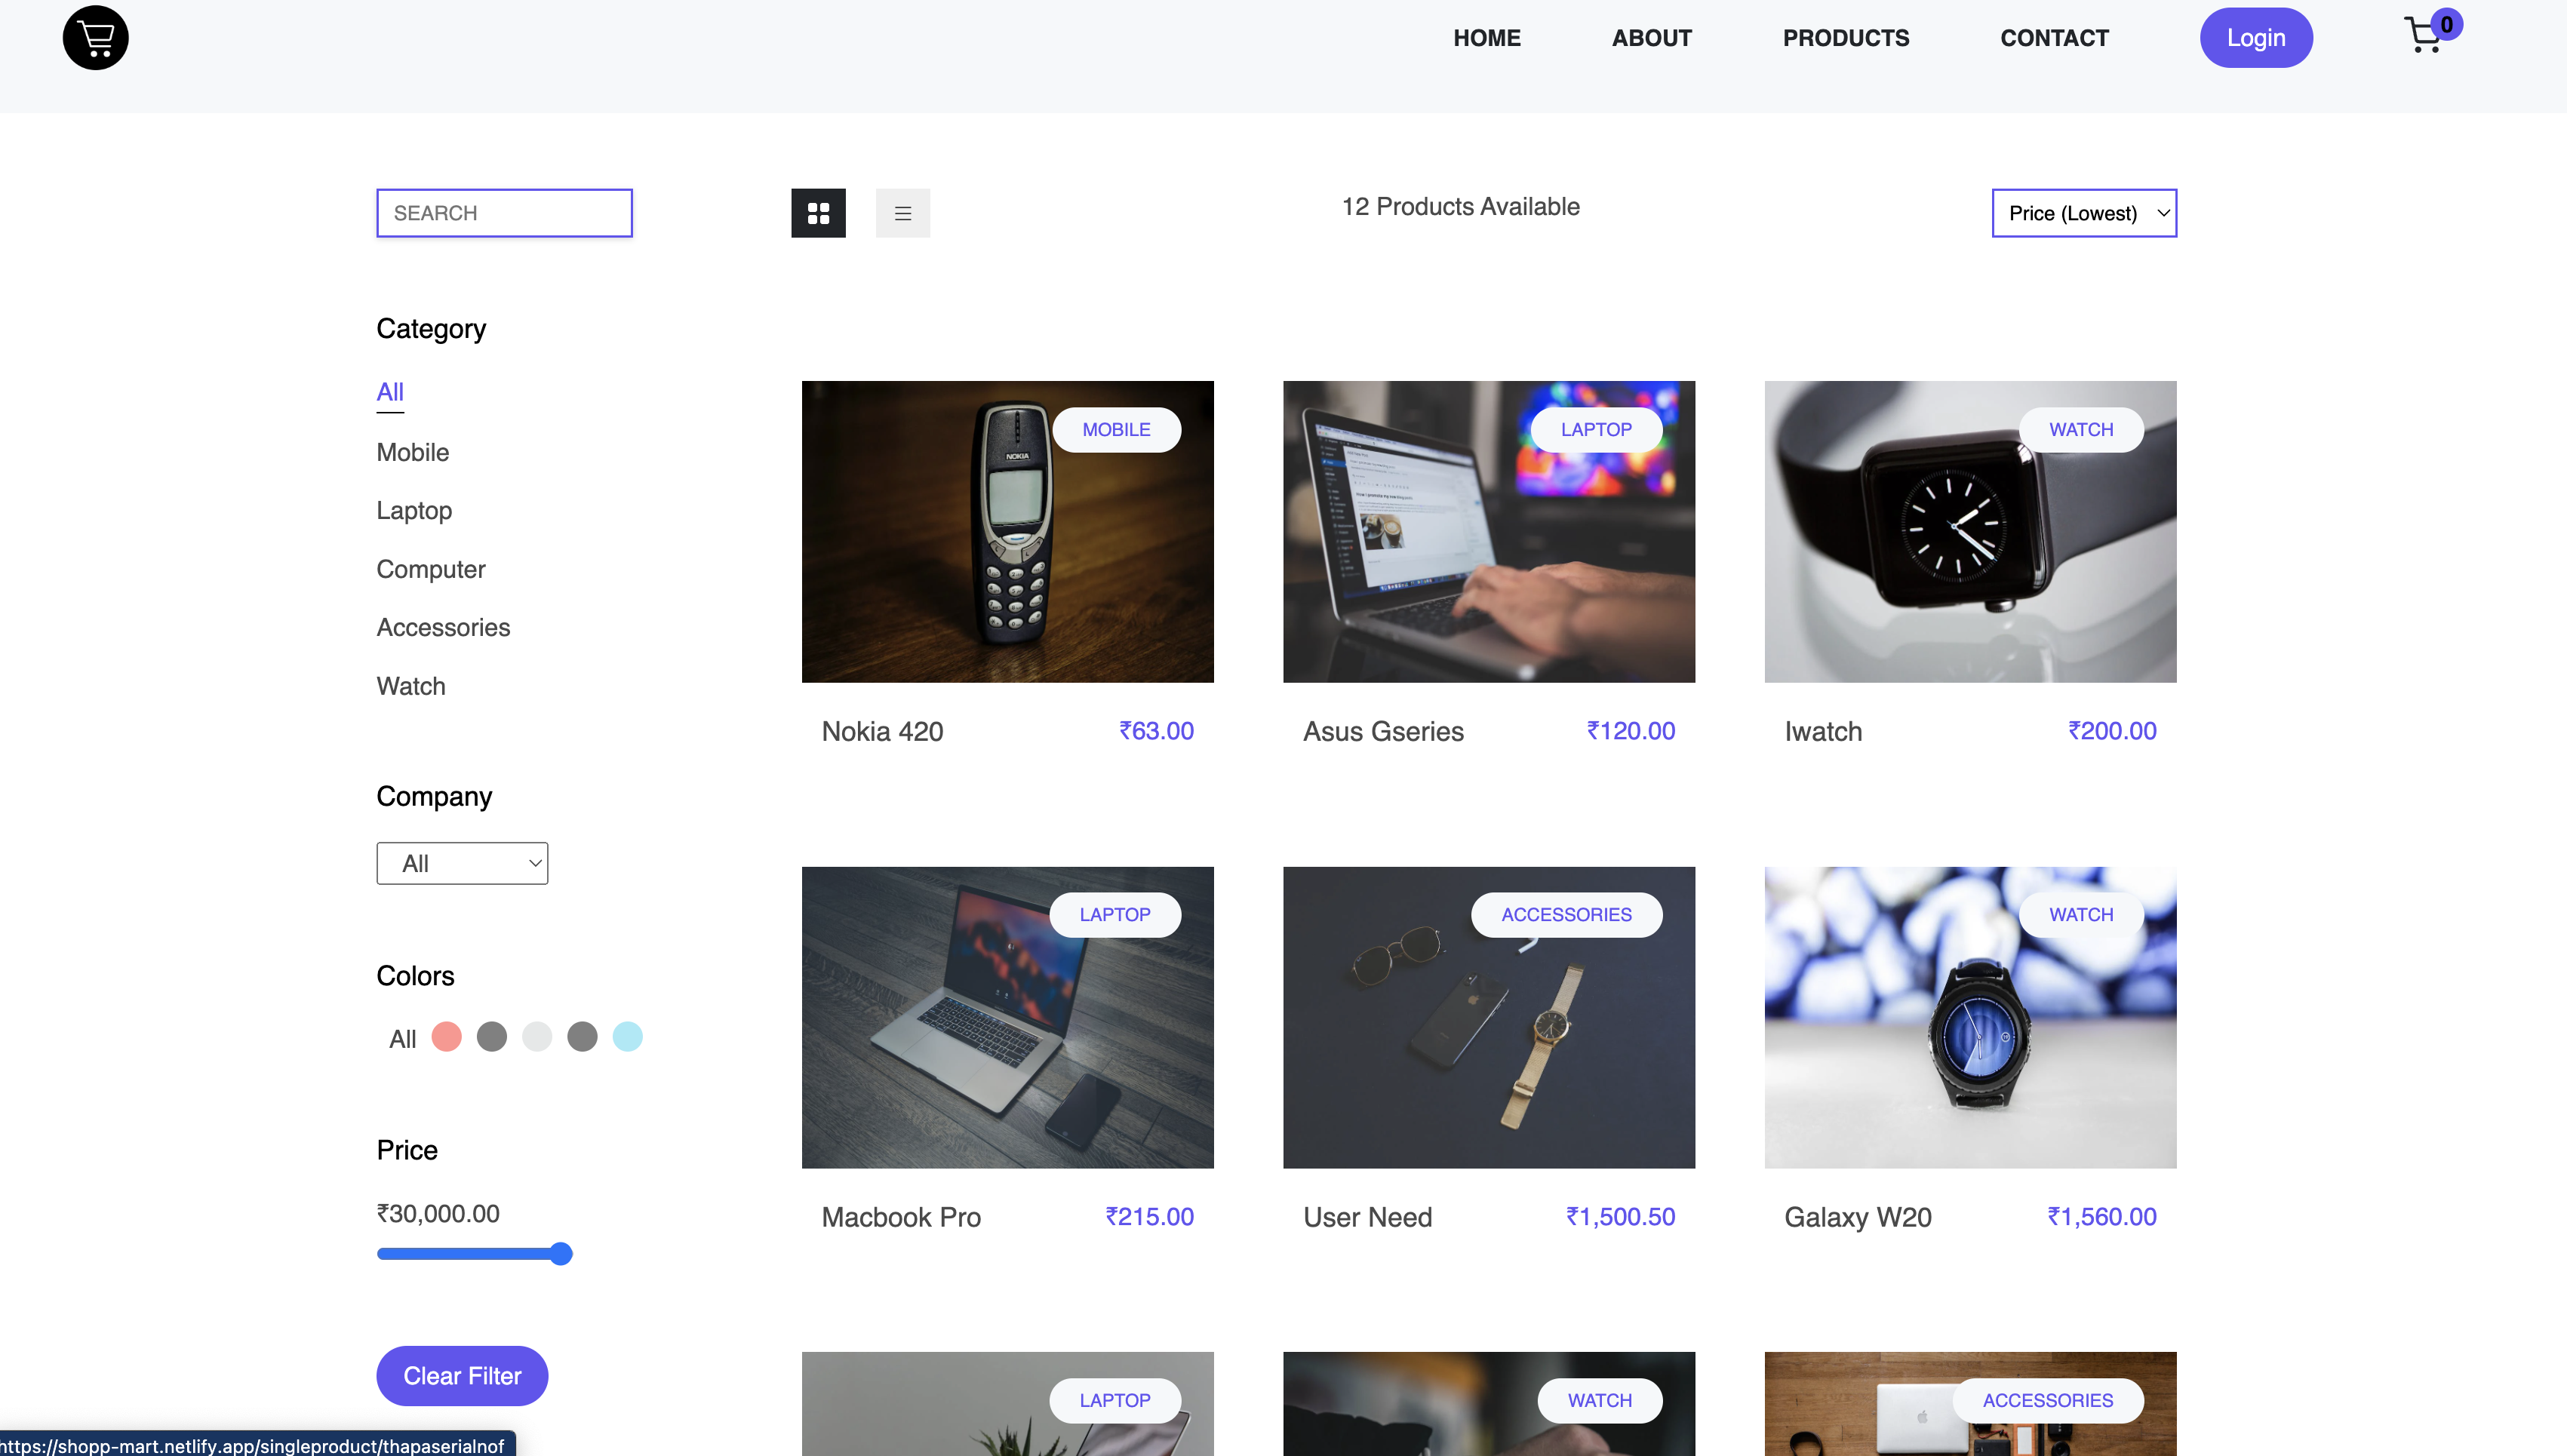 HOME ABOUT PRODUCTS CONTACT Login 0
SEARCH
12 Products Available
Price (Lowest)
Category
All
Mobile
Laptop
Computer
Accessories
Watch
Company
All
Colors
All
Price
₹30,000.00
Clear Filter
NOKIA
MOBILE
LAPTOP
WATCH
Nokia 420 ₹63.00
Asus Gseries ₹120.00
Iwatch ₹200.00
LAPTOP
ACCESSORIES
WATCH
Macbook Pro ₹215.00
User Need ₹1,500.50
Galaxy W20 ₹1,560.00
LAPTOP
WATCH
ACCESSORIES
https://shopp-mart.netlify.app/singleproduct/thapaserialnof